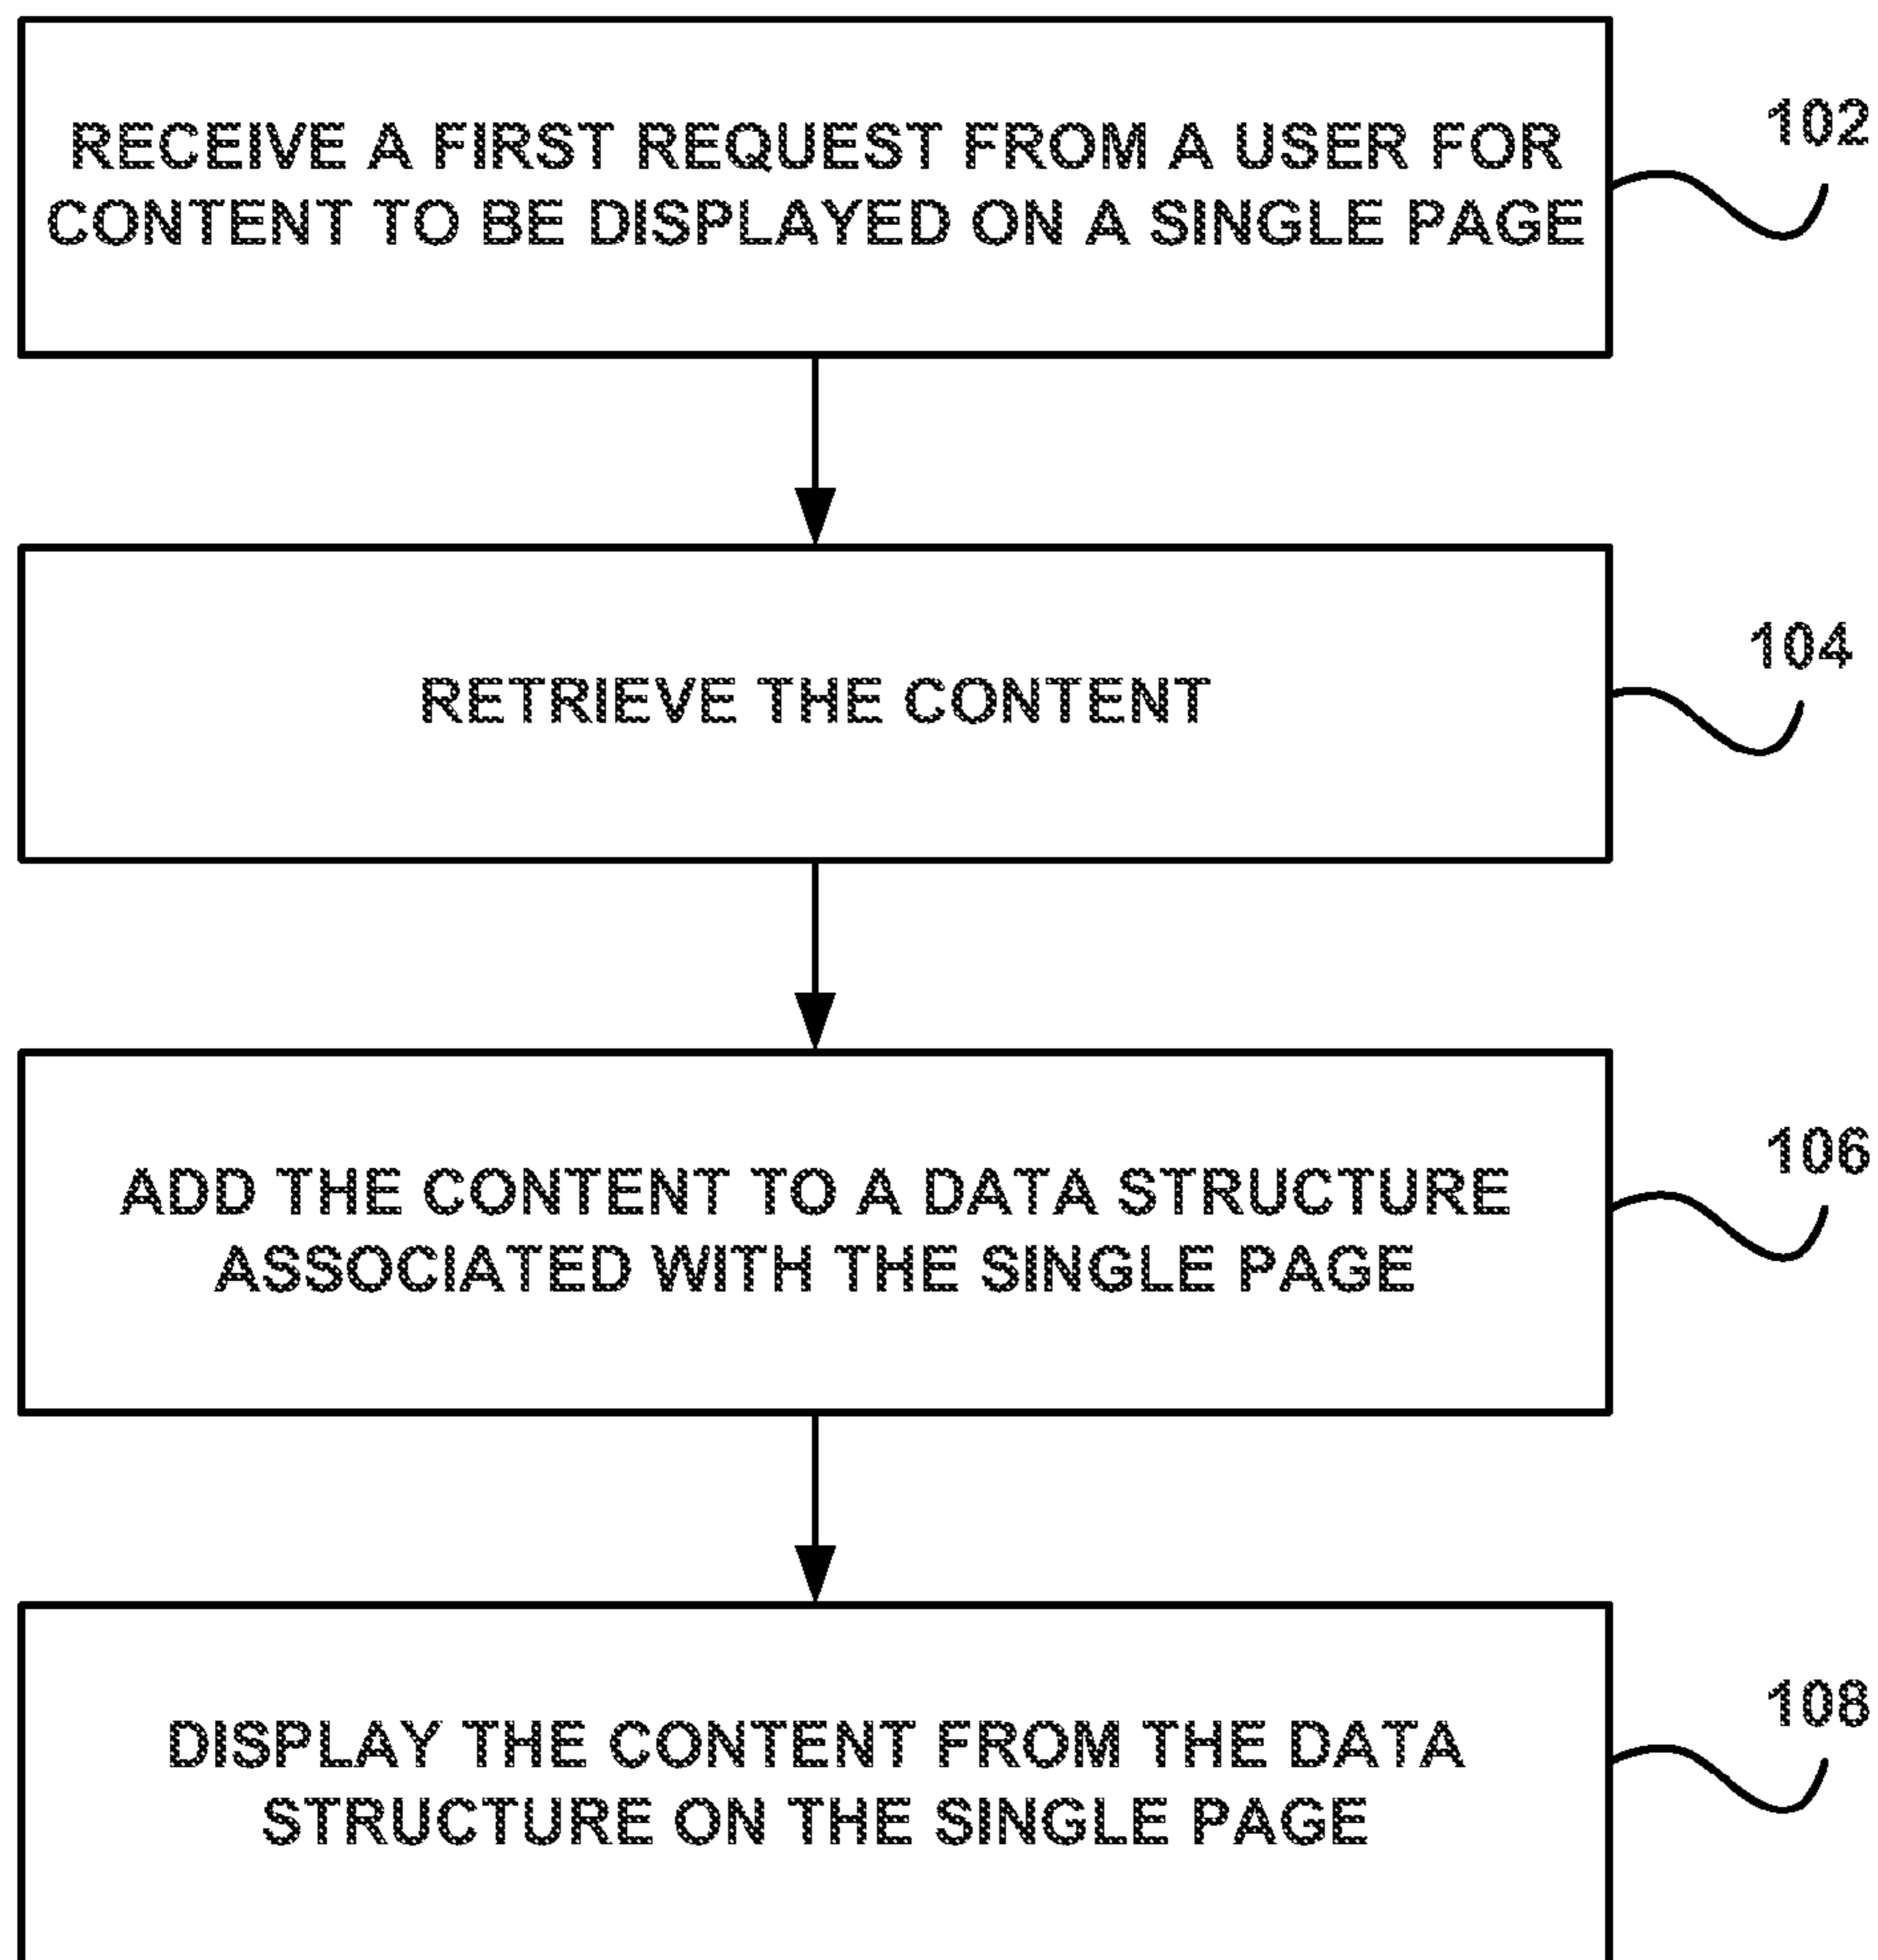 RECEIVE A FIRST REQUEST FROM A USER FOR
CONTENT TO BE DISPLAYED ON A SINGLE PAGE
102
RETRIEVE THE CONTENT
104
ADD THE CONTENT TO A DATA STRUCTURE
ASSOCIATED WITH THE SINGLE PAGE
106
DISPLAY THE CONTENT FROM THE DATA
STRUCTURE ON THE SINGLE PAGE
108